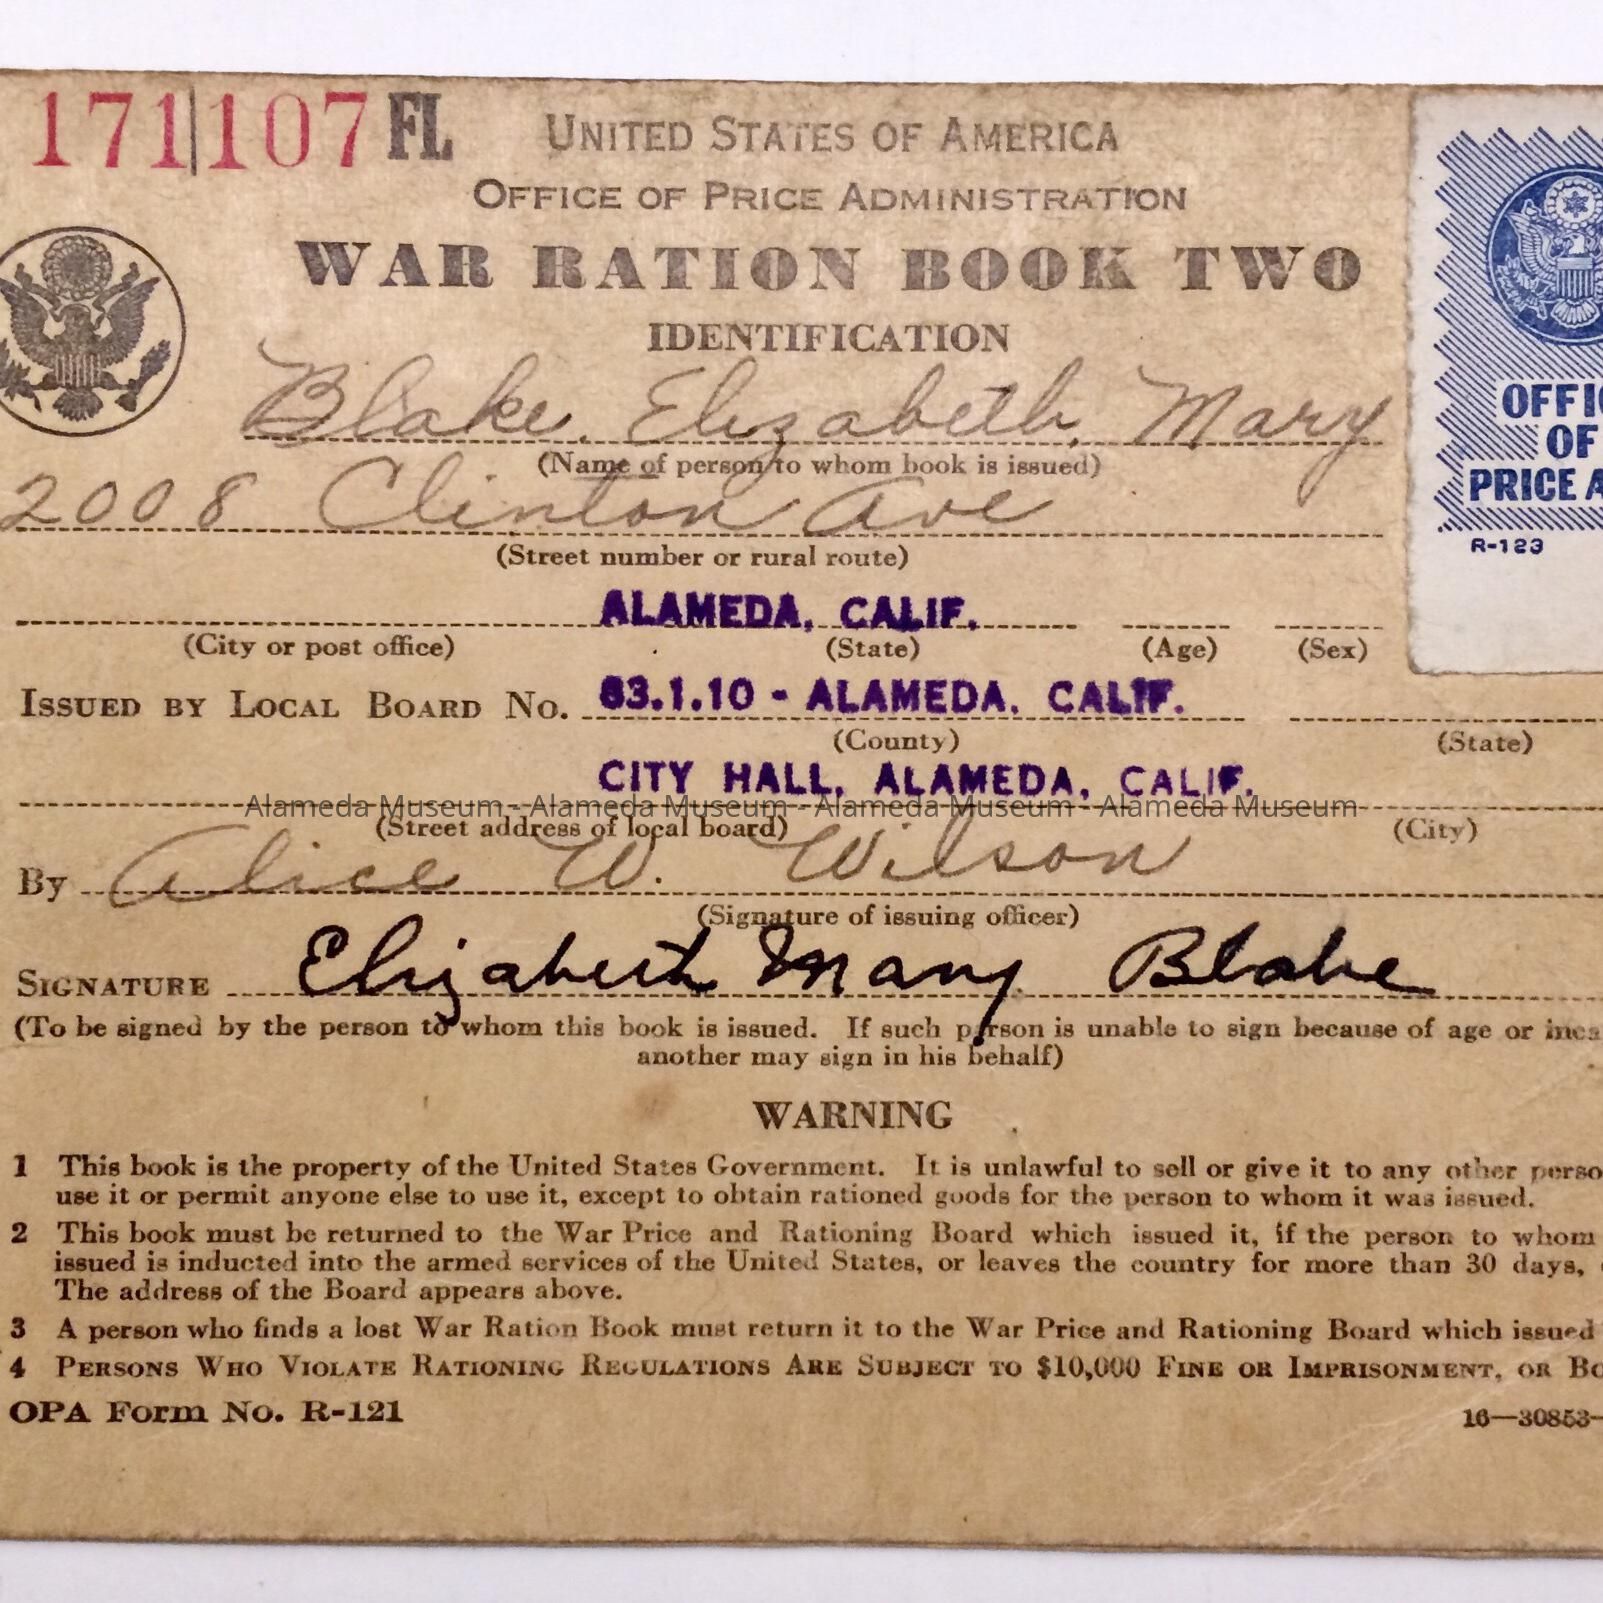 171107 FL
UNITED STATES OF AMERICA
OFFICE OF PRICE ADMINISTRATION
WAR RATION BOOK TWO
IDENTIFICATION
OFFIC
OF
PRICE A
R-123
Blake, Elizabeth, Mary
(Name of person to whom book is issued)
2008 Clinton Ave
(Street number or rural route)
ALAMEDA, CALIF.
(City or post office) (State) (Age) (Sex)
ISSUED BY LOCAL BOARD No. 83.1.10 - ALAMEDA, CALIF.
(County) (State)
CITY HALL, ALAMEDA, CALIF.
Alameda Museum - Alameda Museum - Alameda Museum - Alameda Museum
(Street address of local board) (City)
By Alice W. Wilson
(Signature of issuing officer)
SIGNATURE Elizabeth Mary Blake
(To be signed by the person to whom this book is issued. If such person is unable to sign because of age or inca
another may sign in his behalf)
WARNING
1 This book is the property of the United States Government. It is unlawful to sell or give it to any other perso
use it or permit anyone else to use it, except to obtain rationed goods for the person to whom it was issued.
2 This book must be returned to the War Price and Rationing Board which issued it, if the person to whom
issued is inducted into the armed services of the United States, or leaves the country for more than 30 days,
The address of the Board appears above.
3 A person who finds a lost War Ration Book must return it to the War Price and Rationing Board which issued
4 PERSONS WHO VIOLATE RATIONING REGULATIONS ARE SUBJECT TO $10,000 FINE OR IMPRISONMENT, OR BO
OPA Form No. R-121
16—30853-